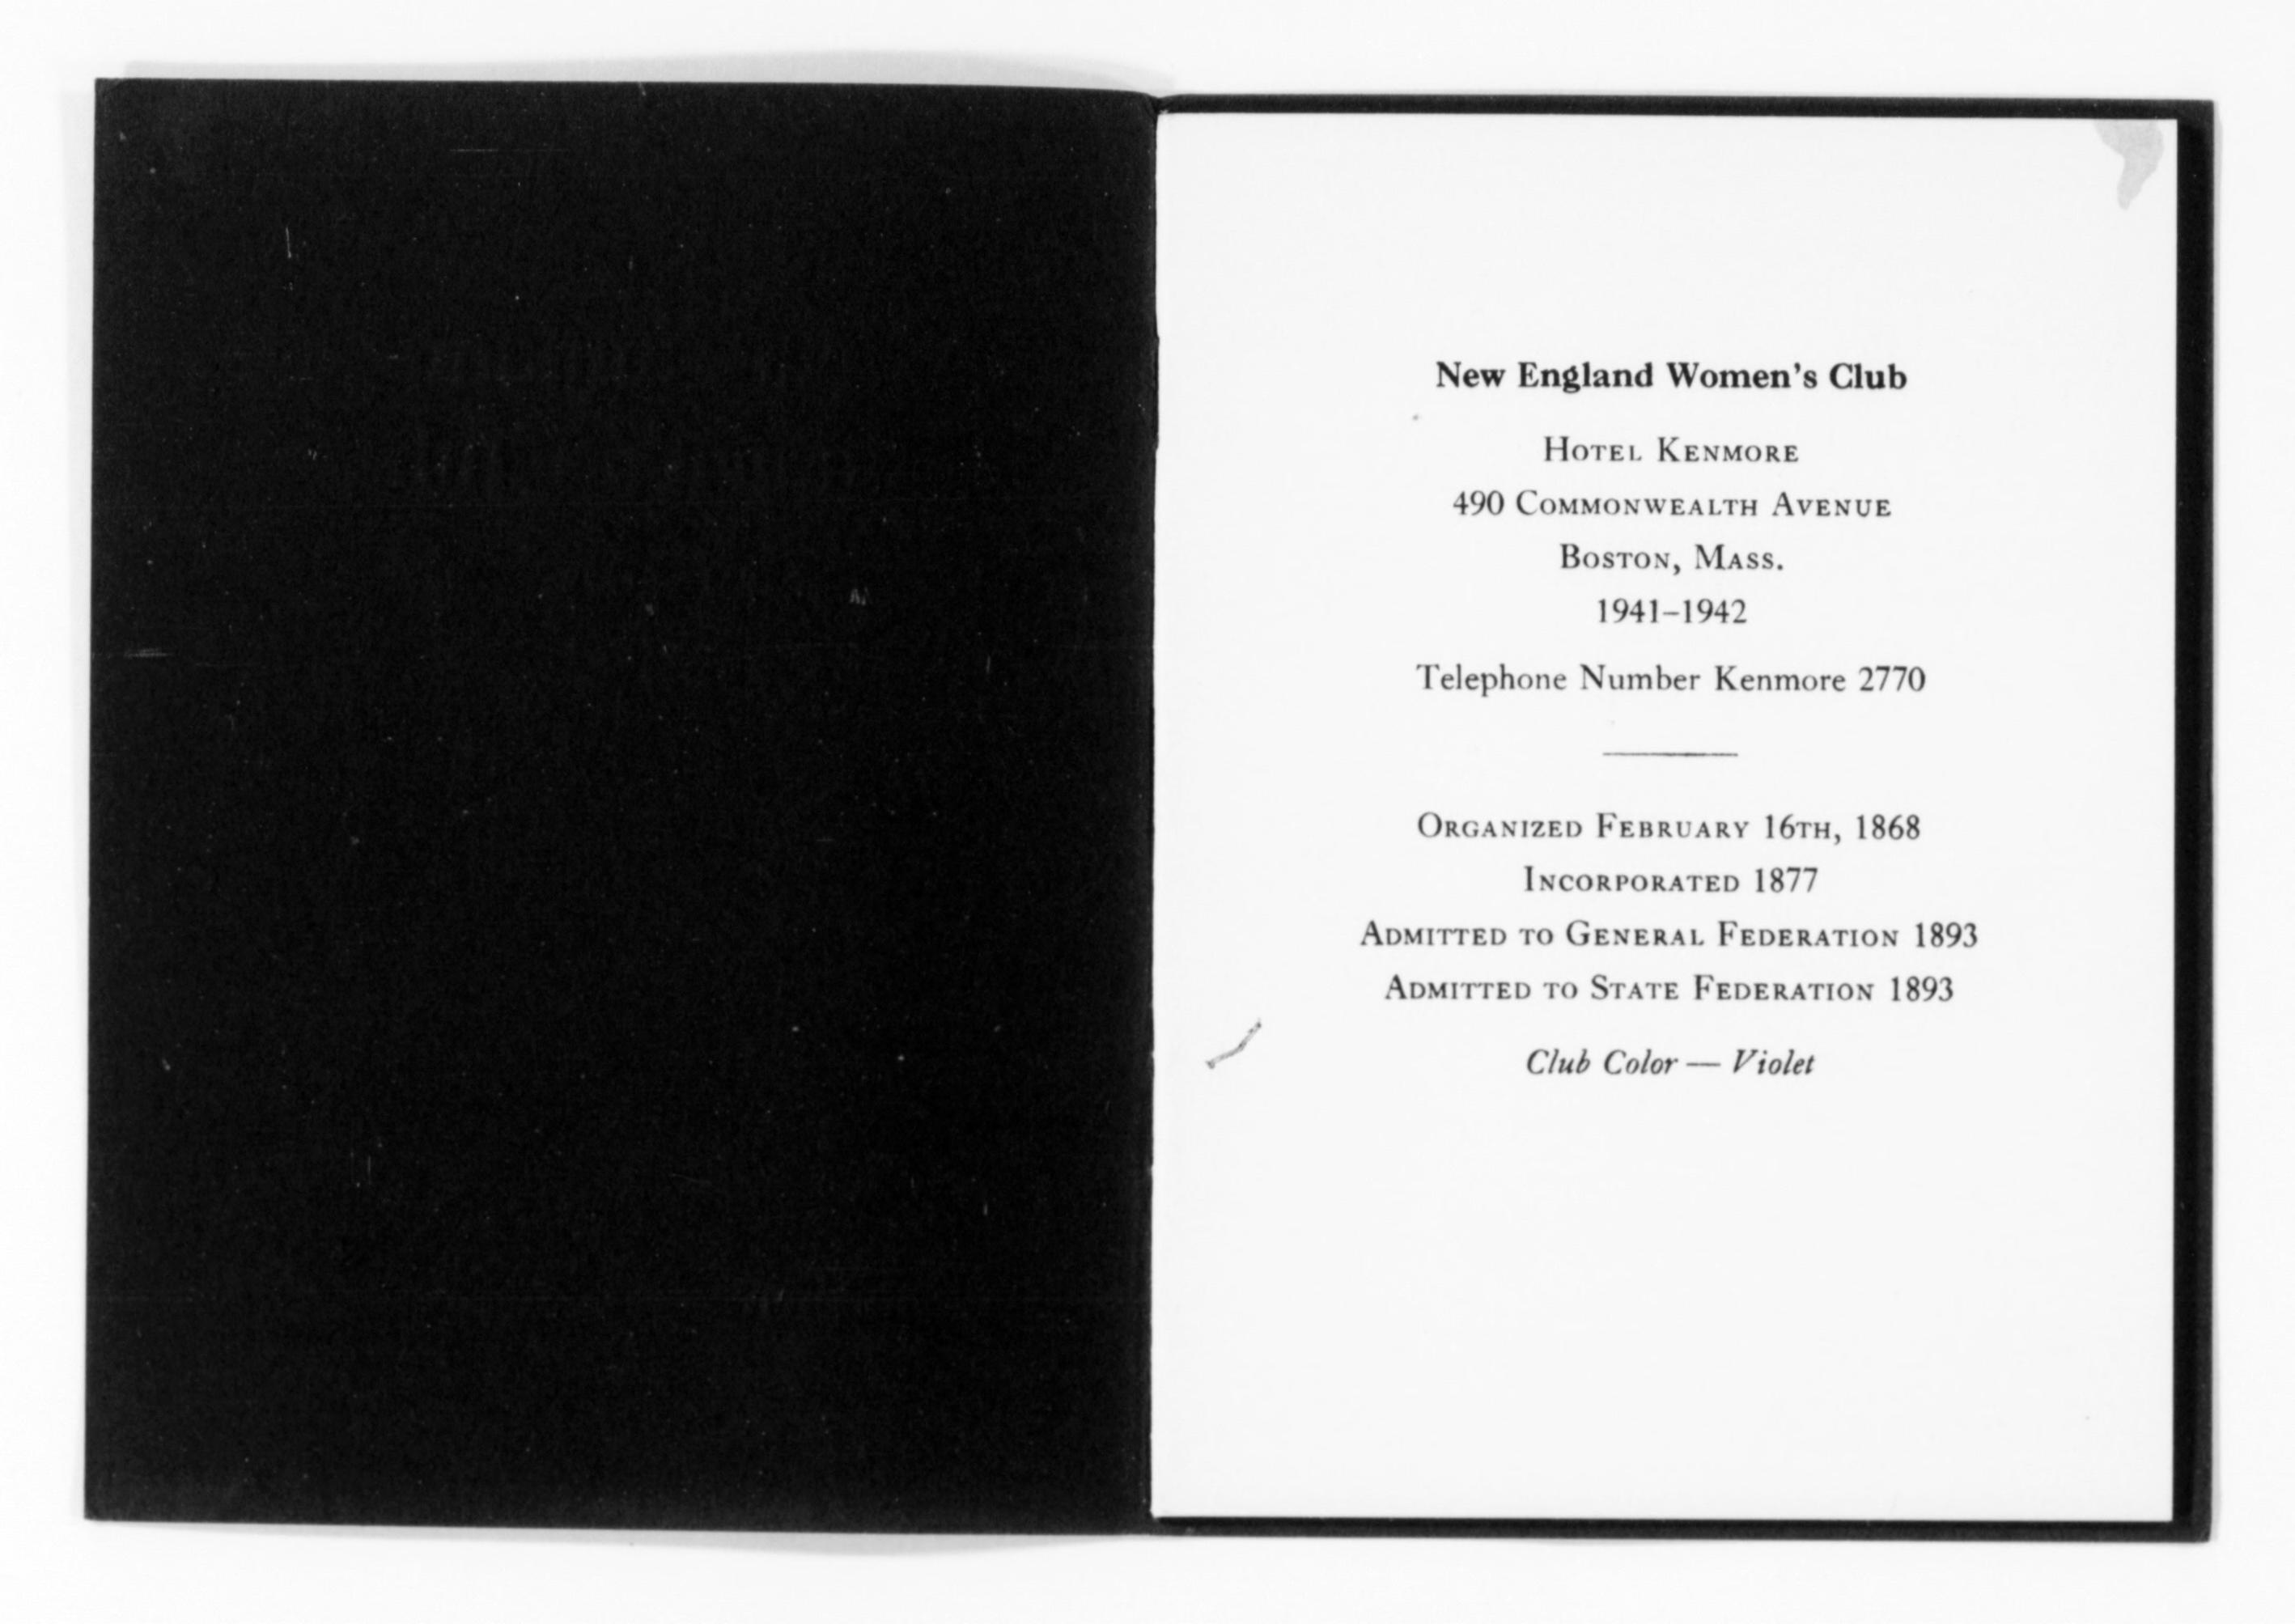 New England Women's Club
Hotel Kenmore
490 Commonwealth Avenue
Boston, Mass.
1941–1942
Telephone Number Kenmore 2770
Organized February 16th, 1868
Incorporated 1877
Admitted to General Federation 1893
Admitted to State Federation 1893
Club Color — Violet